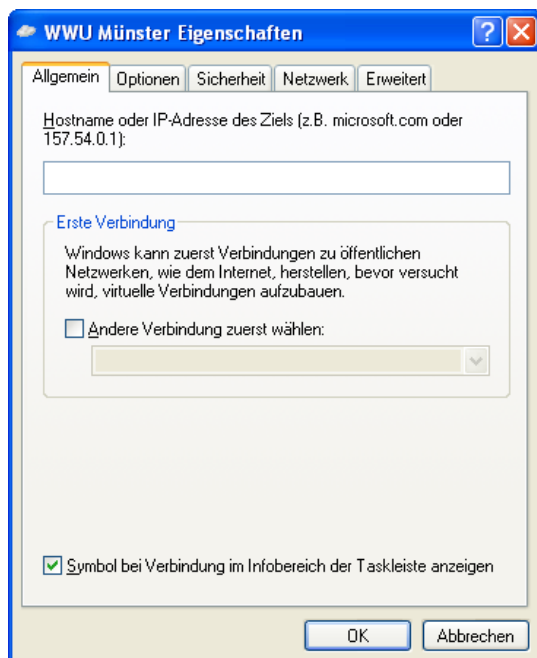 WWU Münster Eigenschaften
Allgemein Optionen Sicherheit Netzwerk Erweitert
Hostname oder IP-Adresse des Ziels (z.B. microsoft.com oder
157.54.0.1):
Erste Verbindung
Windows kann zuerst Verbindungen zu öffentlichen
Netzwerken, wie dem Internet, herstellen, bevor versucht
wird, virtuelle Verbindungen aufzubauen.
Andere Verbindung zuerst wählen:
Symbol bei Verbindung im Infobereich der Taskleiste anzeigen
OK Abbrechen